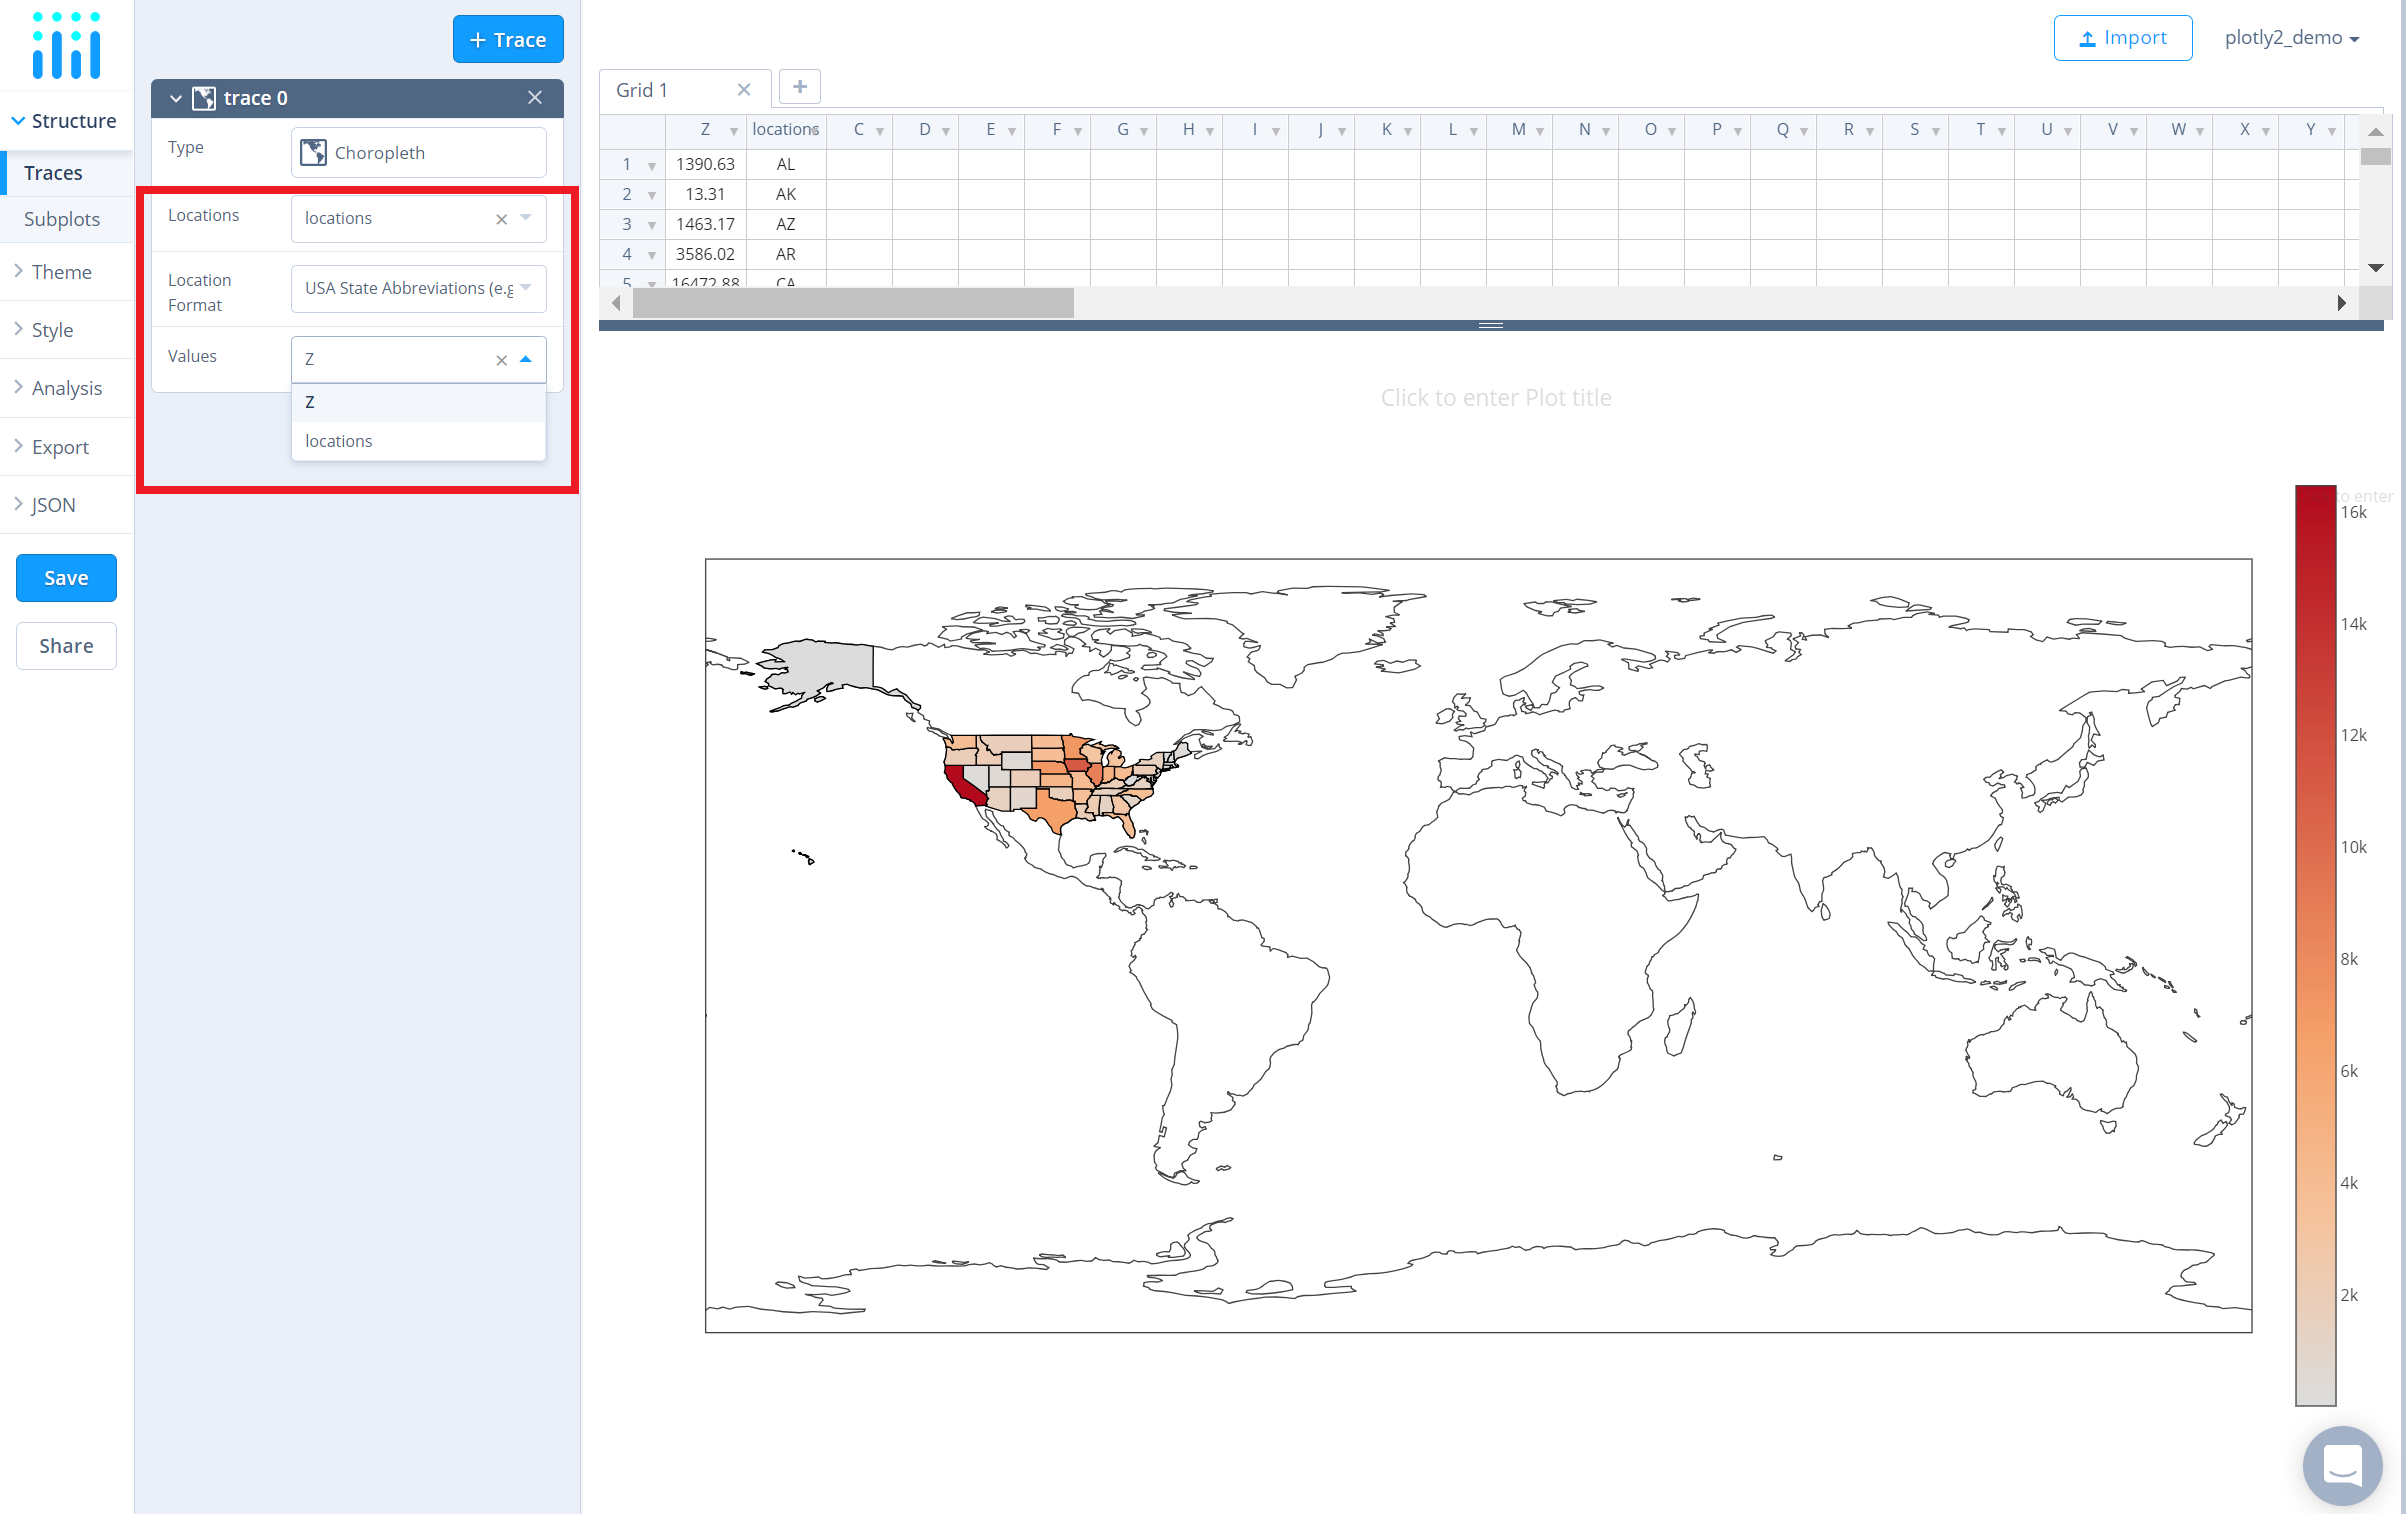 + Trace
Import
plotly2_demo
Structure
Traces
Subplots
Theme
Style
Analysis
Export
JSON
Save
Share
trace 0
Type
Choropleth
Locations
locations
Location
Format
USA State Abbreviations (e.g
Values
Z
Z
locations
Grid 1
+
Z locations C D E F G H I J K L M N O P Q R S T U V W X Y
1 1390.63 AL
2 13.31 AK
3 1463.17 AZ
4 3586.02 AR
5 16472.88 CA
Click to enter Plot title
to enter
16k
14k
12k
10k
8k
6k
4k
2k